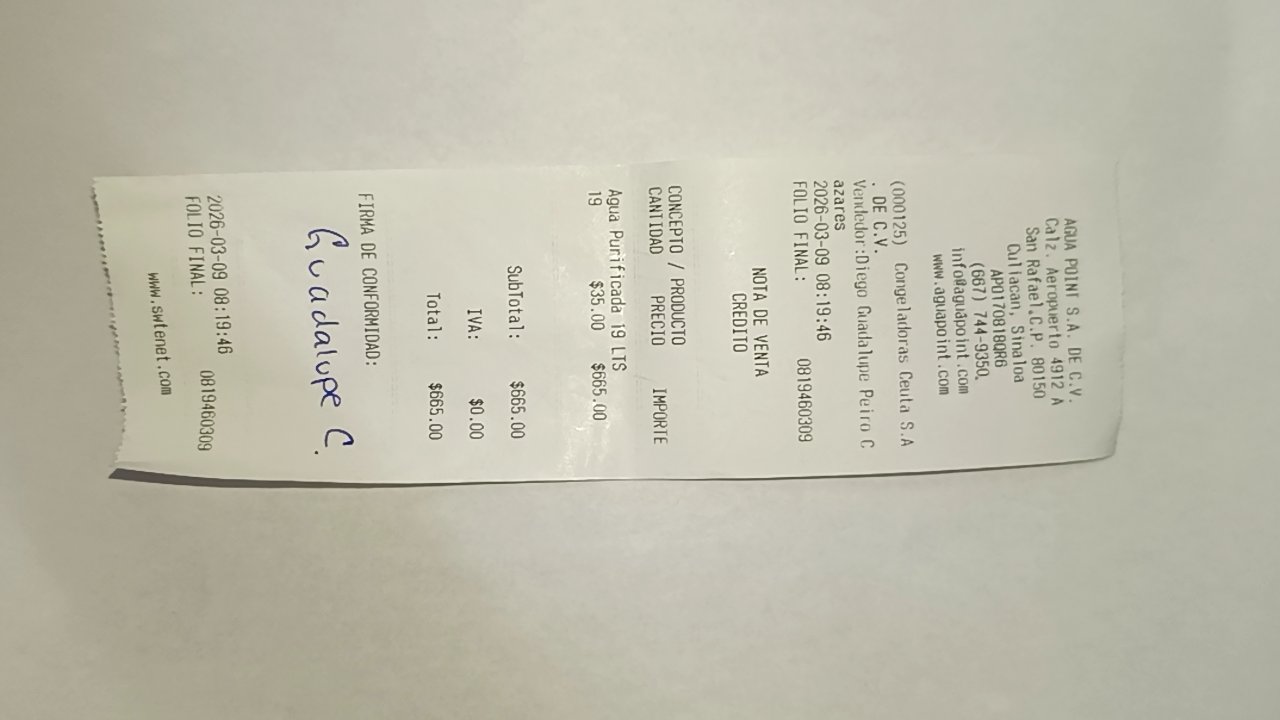 AGUA POINT S.A. DE C.V.
Calz. Aeropuerto 4912 A
San Rafael.C.P. 80150
Culiacan, Sinaloa
APO170818QR6
(667) 744-9350.
info@aguapoint.com
www.aguapoint.com
(000125) Congeladoras Ceuta S.A
. DE C.V.
Vendedor:Diego Guadalupe Peiro C
azares
2026-03-09 08:19:46
FOLIO FINAL: 0819460309
NOTA DE VENTA
CREDITO
CONCEPTO / PRODUCTO
CANTIDAD PRECIO IMPORTE
Agua Purificada 19 LTS
19 $35.00 $665.00
SubTotal: $665.00
IVA: $0.00
Total: $665.00
FIRMA DE CONFORMIDAD:
Guadalupe C.
2026-03-09 08:19:46
FOLIO FINAL: 0819460309
www.swtenet.com